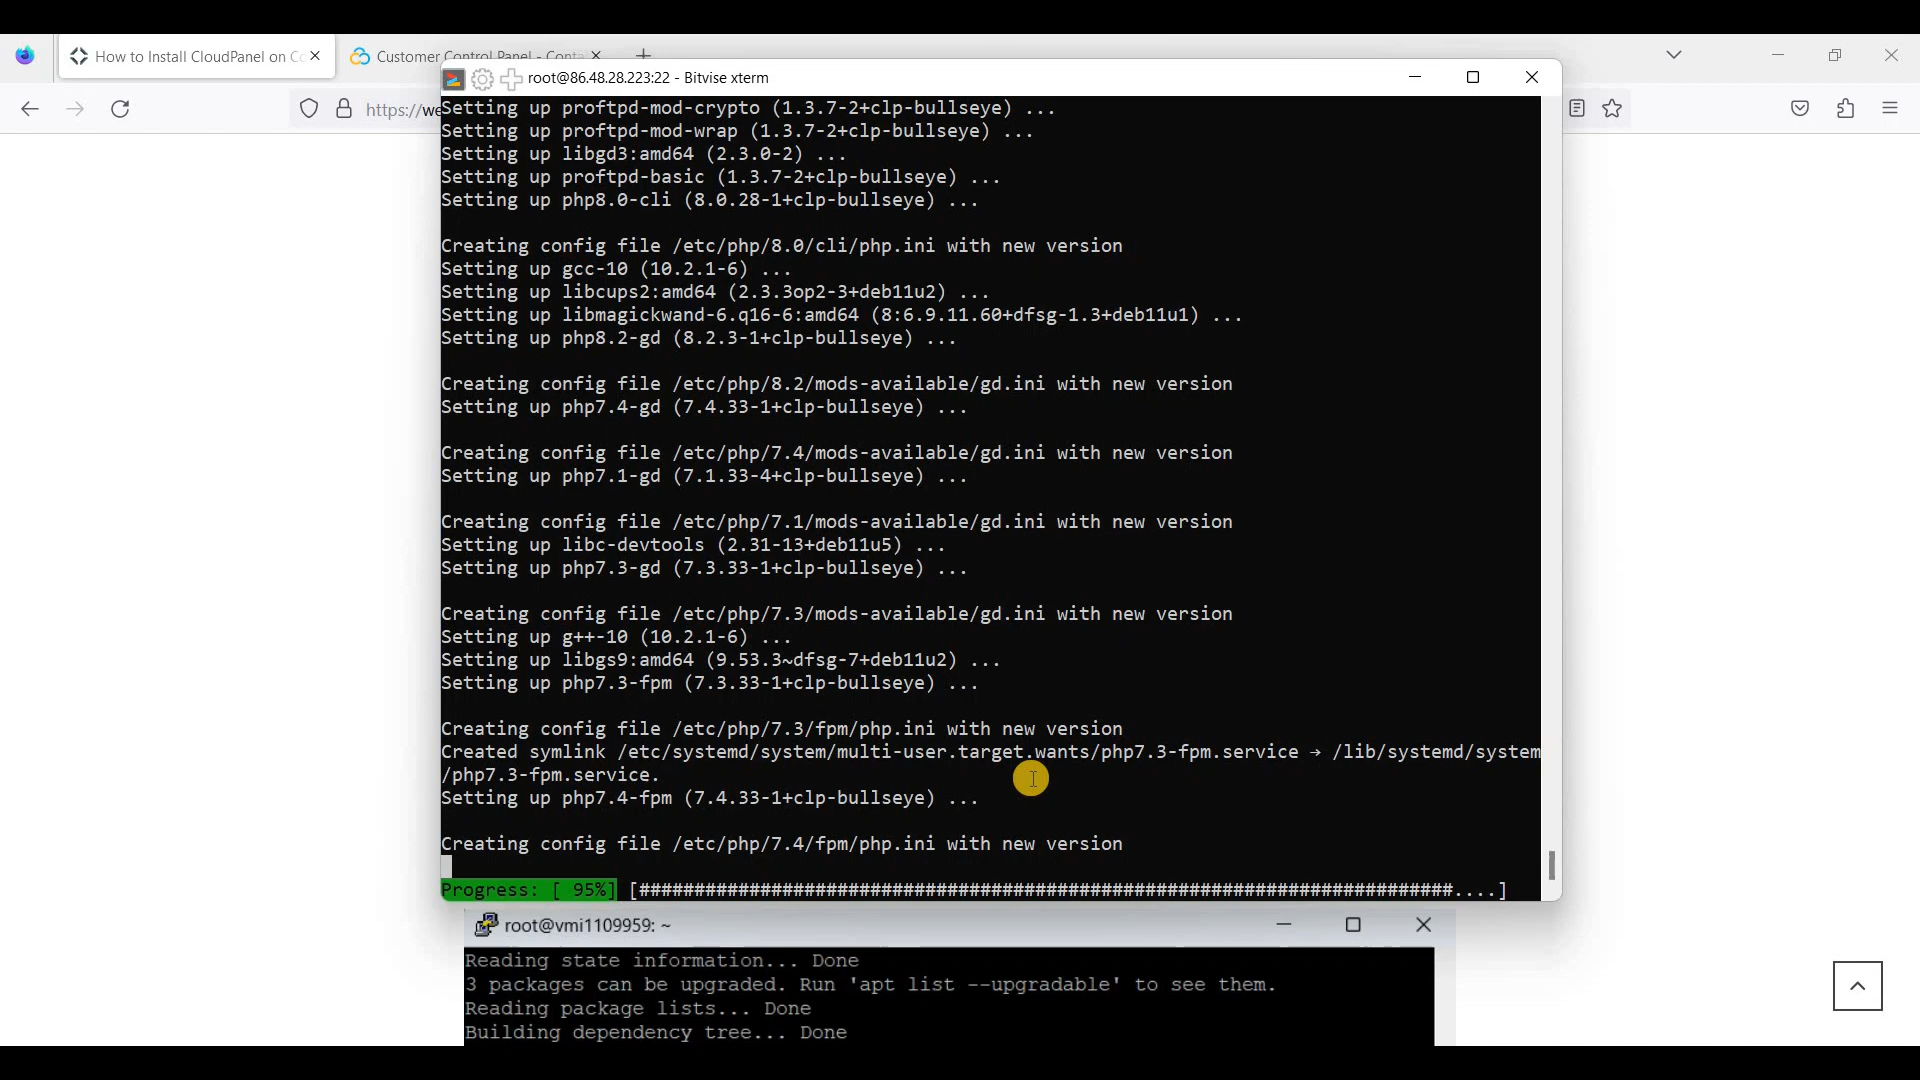 How to Install CloudPanel on Co
Customer Control Panel - Conta
https://we
root@86.48.28.223:22 - Bitvise xterm
Setting up proftpd-mod-crypto (1.3.7-2+clp-bullseye) ...
Setting up proftpd-mod-wrap (1.3.7-2+clp-bullseye) ...
Setting up libgd3:amd64 (2.3.0-2) ...
Setting up proftpd-basic (1.3.7-2+clp-bullseye) ...
Setting up php8.0-cli (8.0.28-1+clp-bullseye) ...
Creating config file /etc/php/8.0/cli/php.ini with new version
Setting up gcc-10 (10.2.1-6) ...
Setting up libcups2:amd64 (2.3.3op2-3+deb11u2) ...
Setting up libmagickwand-6.q16-6:amd64 (8:6.9.11.60+dfsg-1.3+deb11u1) ...
Setting up php8.2-gd (8.2.3-1+clp-bullseye) ...
Creating config file /etc/php/8.2/mods-available/gd.ini with new version
Setting up php7.4-gd (7.4.33-1+clp-bullseye) ...
Creating config file /etc/php/7.4/mods-available/gd.ini with new version
Setting up php7.1-gd (7.1.33-4+clp-bullseye) ...
Creating config file /etc/php/7.1/mods-available/gd.ini with new version
Setting up libc-devtools (2.31-13+deb11u5) ...
Setting up php7.3-gd (7.3.33-1+clp-bullseye) ...
Creating config file /etc/php/7.3/mods-available/gd.ini with new version
Setting up g++-10 (10.2.1-6) ...
Setting up libgs9:amd64 (9.53.3~dfsg-7+deb11u2) ...
Setting up php7.3-fpm (7.3.33-1+clp-bullseye) ...
Creating config file /etc/php/7.3/fpm/php.ini with new version
Created symlink /etc/systemd/system/multi-user.target.wants/php7.3-fpm.service → /lib/systemd/system
/php7.3-fpm.service.
Setting up php7.4-fpm (7.4.33-1+clp-bullseye) ...
Creating config file /etc/php/7.4/fpm/php.ini with new version
Progress: [ 95%] [##########################################################################....]
root@vmi1109959: ~
Reading state information... Done
3 packages can be upgraded. Run 'apt list --upgradable' to see them.
Reading package lists... Done
Building dependency tree... Done